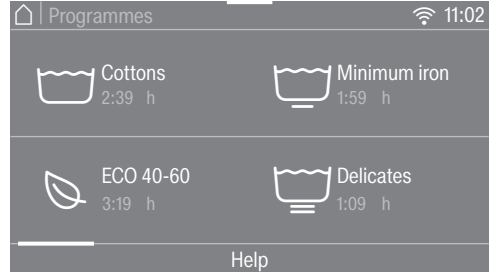 Programmes 11:02
Cottons
2:39 h
Minimum iron
1:59 h
ECO 40-60
3:19 h
Delicates
1:09 h
Help